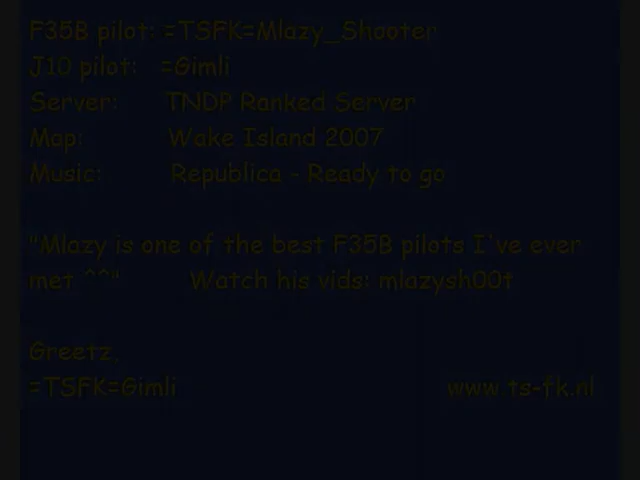 F35B pilot: =TSFK=Mlazy_Shooter
J10 pilot: =Gimli
Server: TNDP Ranked Server
Map: Wake Island 2007
Music: Republica - Ready to go
"Mlazy is one of the best F35B pilots I've ever
met ^^" Watch his vids: mlazysh00t
Greetz,
=TSFK=Gimli www.ts-fk.nl